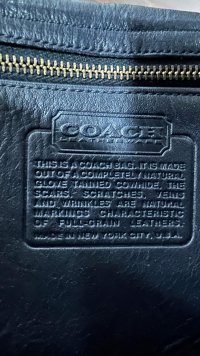 COACH
LEATHERWARE
THIS IS A COACH BAG. IT IS MADE
OUT OF A COMPLETELY NATURAL
GLOVE TANNED COWHIDE, THE
SCARS, SCRATCHES, VEINS
AND WRINKLES ARE NATURAL
MARKINGS CHARACTERISTIC
OF FULL-GRAIN LEATHERS.
MADE IN NEW YORK CITY, U.S.A.